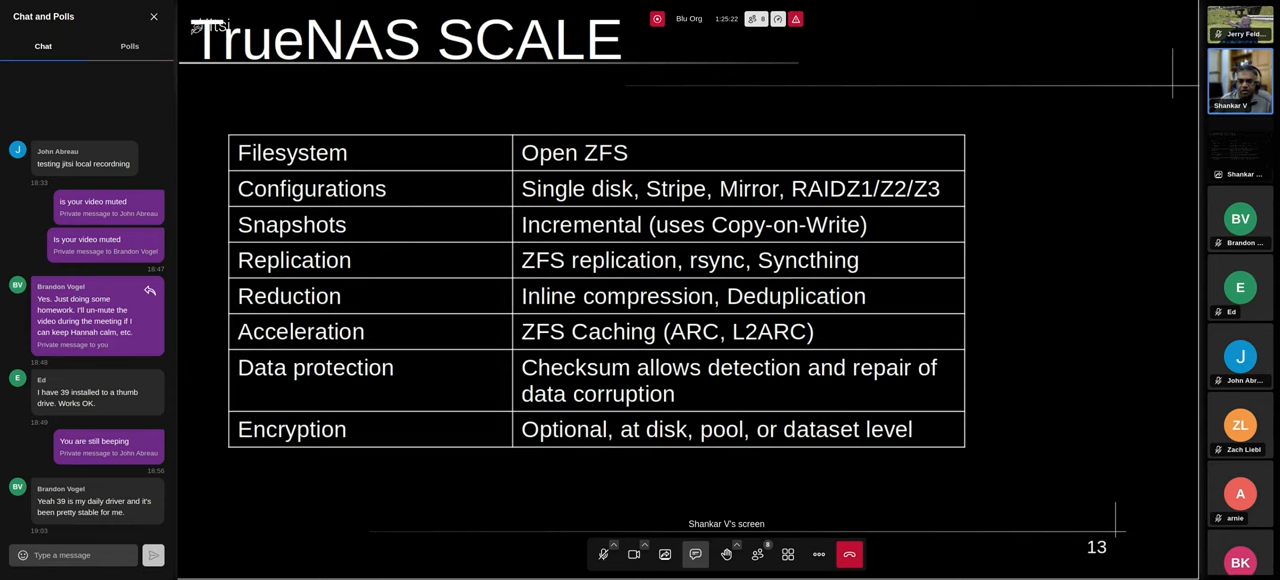 Chat and Polls
Chat
Polls
John Abreau
testing jitsi local recordning
18:33
is your video muted
Private message to John Abreau
Is your video muted
Private message to Brandon Vogel
18:47
BV
Brandon Vogel
Yes. Just doing some
homework. I'll un-mute the
video during the meeting if I
can keep Hannah calm, etc.
Private message to you
18:48
E
Ed
I have 39 installed to a thumb
drive. Works OK.
18:49
You are still beeping
Private message to John Abreau
18:56
BV
Brandon Vogel
Yeah 39 is my daily driver and it's
been pretty stable for me.
19:03
Type a message
J
jitsi
TrueNAS SCALE
Blu Org
1:25:22
8
Filesystem
Open ZFS
Configurations
Single disk, Stripe, Mirror, RAIDZ1/Z2/Z3
Snapshots
Incremental (uses Copy-on-Write)
Replication
ZFS replication, rsync, Syncthing
Reduction
Inline compression, Deduplication
Acceleration
ZFS Caching (ARC, L2ARC)
Data protection
Checksum allows detection and repair of
data corruption
Encryption
Optional, at disk, pool, or dataset level
Shankar V's screen
13
8
Jerry Feld...
Shankar V
Shankar ...
BV
Brandon ...
E
Ed
J
John Abr...
ZL
Zach Liebl
A
arnie
BK